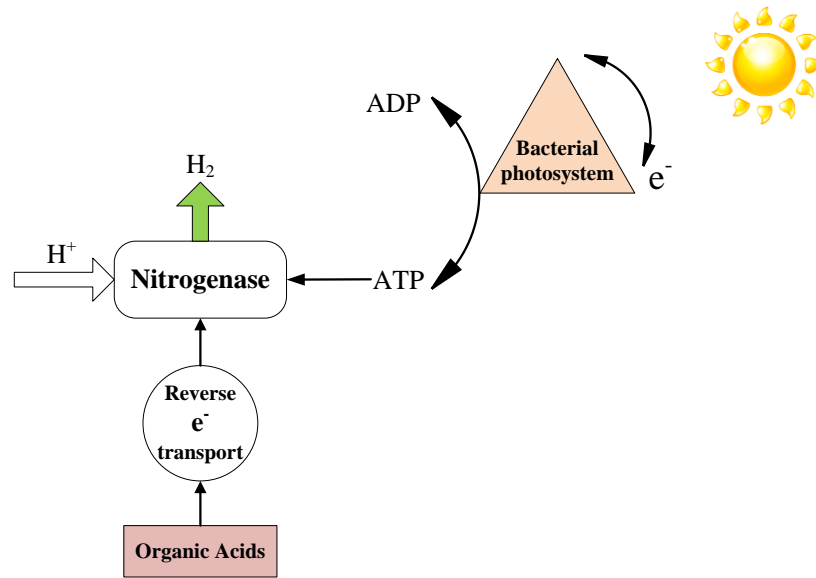 ADP
Bacterial
photosystem
e⁻
H₂
H⁺
Nitrogenase
ATP
Reverse
e⁻
transport
Organic Acids